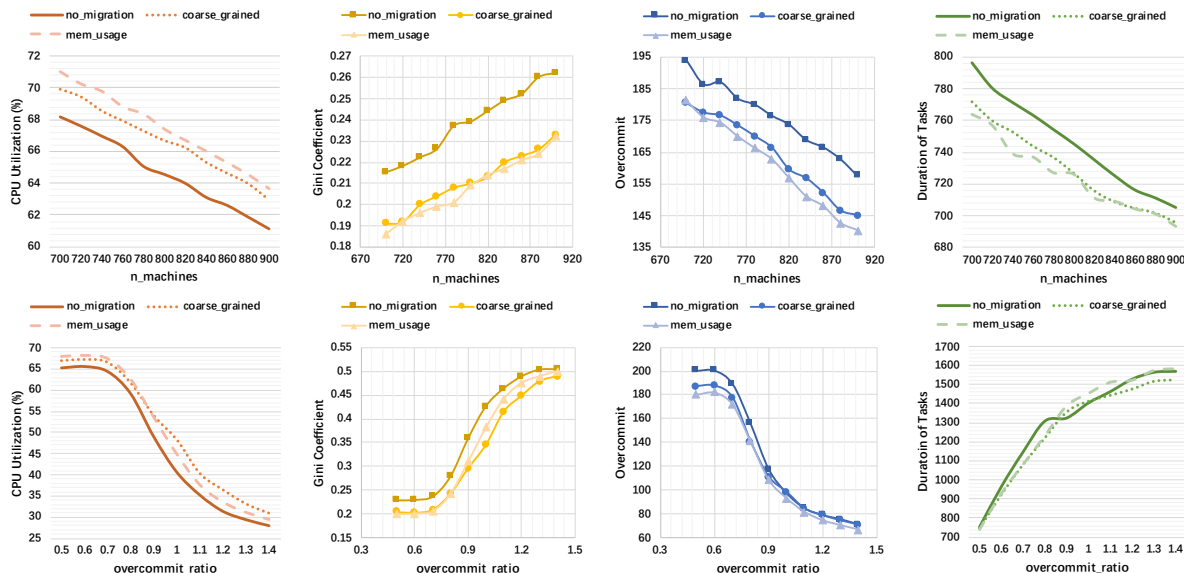 no_migration coarse_grained
mem_usage
CPU Utilization (%)
72
70
68
66
64
62
60
700 720 740 760 780 800 820 840 860 880 900
n_machines
no_migration coarse_grained
mem_usage
Gini Coefficient
0.27
0.26
0.25
0.24
0.23
0.22
0.21
0.2
0.19
0.18
670 720 770 820 870 920
n_machines
no_migration coarse_grained
mem_usage
Overcommit
195
185
175
165
155
145
135
670 720 770 820 870 920
n_machines
no_migration coarse_grained
mem_usage
Duration of Tasks
800
780
760
740
720
700
680
700 720 740 760 780 800 820 840 860 880 900
n_machines
no_migration coarse_grained
mem_usage
CPU Utilization (%)
70
65
60
55
50
45
40
35
30
25
0.5 0.6 0.7 0.8 0.9 1 1.1 1.2 1.3 1.4
overcommit_ratio
no_migration coarse_grained
mem_usage
Gini Coefficient
0.55
0.5
0.45
0.4
0.35
0.3
0.25
0.2
0.15
0.3 0.6 0.9 1.2 1.5
overcommit_ratio
no_migration coarse_grained
mem_usage
Overcommit
220
200
180
160
140
120
100
80
60
0.3 0.6 0.9 1.2 1.5
overcommit_ratio
no_migration coarse_grained
mem_usage
Duratoin of Tasks
1700
1600
1500
1400
1300
1200
1100
1000
900
800
700
0.5 0.6 0.7 0.8 0.9 1 1.1 1.2 1.3 1.4
overcommit_ratio